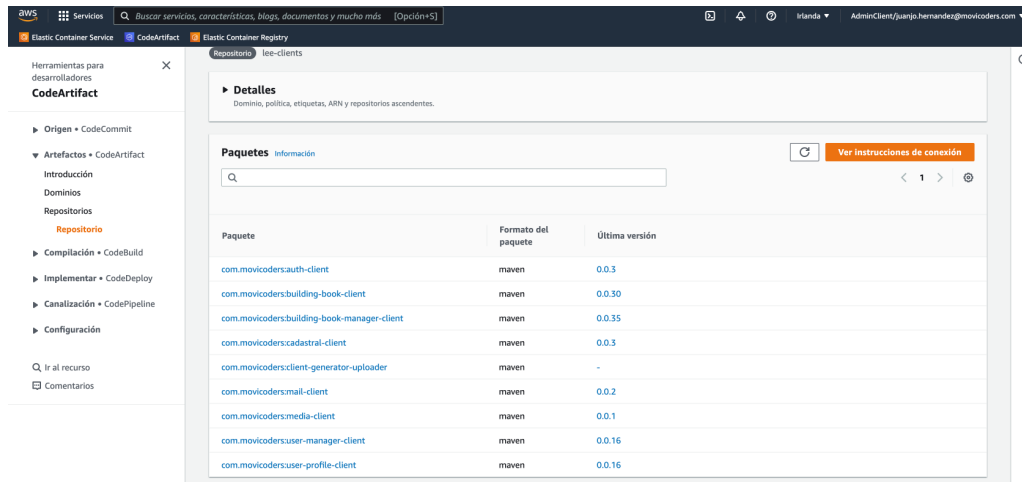 aws
Servicios
Buscar servicios, características, blogs, documentos y mucho más
[Opción+S]
Irlanda ▼
AdminClient/juanjo.hernandez@movicoders.com
Elastic Container Service
CodeArtifact
Elastic Container Registry
Herramientas para
desarrolladores
CodeArtifact
Origen • CodeCommit
Artefactos • CodeArtifact
Introducción
Dominios
Repositorios
Repositorio
Compilación • CodeBuild
Implementar • CodeDeploy
Canalización • CodePipeline
Configuración
Ir al recurso
Comentarios
Repositorio lee-clients
Detalles
Dominio, política, etiquetas, ARN y repositorios ascendentes.
Paquetes Información
Ver instrucciones de conexión
1
Paquete
Formato del
paquete
Última versión
com.movicoders:auth-client maven 0.0.3
com.movicoders:building-book-client maven 0.0.30
com.movicoders:building-book-manager-client maven 0.0.35
com.movicoders:cadastral-client maven 0.0.3
com.movicoders:client-generator-uploader maven -
com.movicoders:mail-client maven 0.0.2
com.movicoders:media-client maven 0.0.1
com.movicoders:user-manager-client maven 0.0.16
com.movicoders:user-profile-client maven 0.0.16